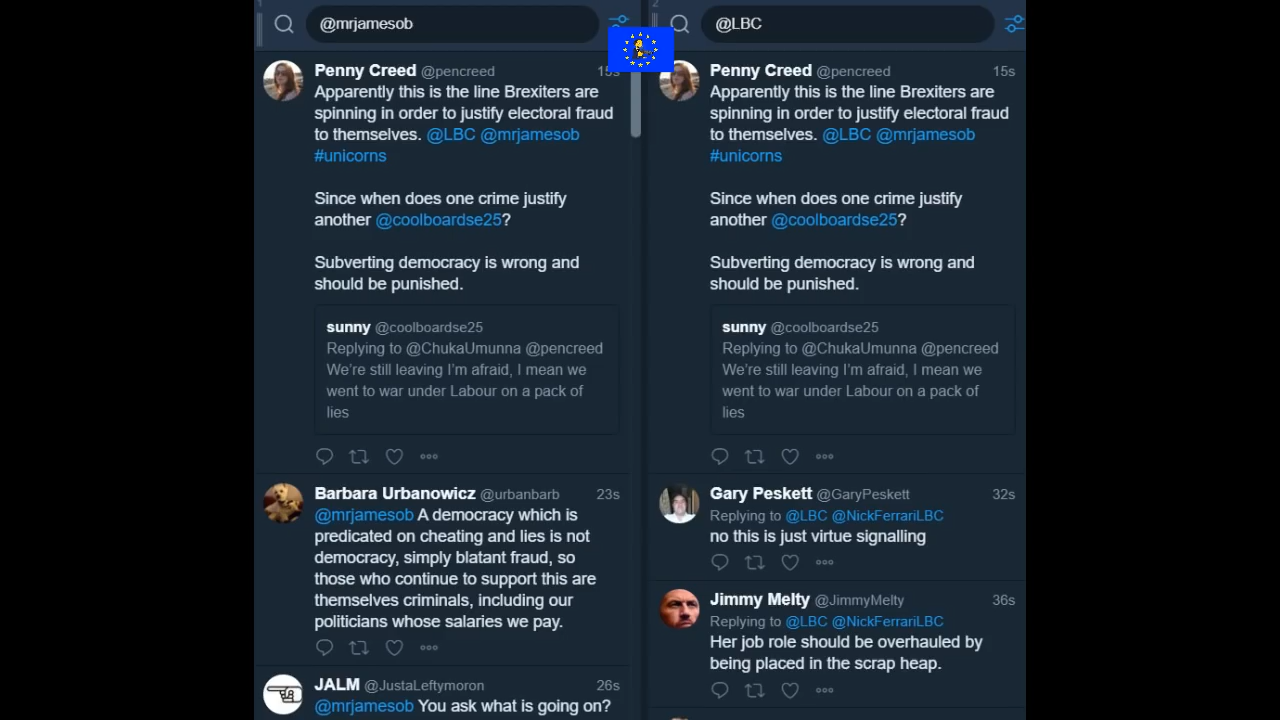 1
@mrjamesob
Penny Creed @pencreed 15s
Apparently this is the line Brexiters are
spinning in order to justify electoral fraud
to themselves. @LBC @mrjamesob
#unicorns
Since when does one crime justify
another @coolboardse25?
Subverting democracy is wrong and
should be punished.
sunny @coolboardse25
Replying to @ChukaUmunna @pencreed
We're still leaving I'm afraid, I mean we
went to war under Labour on a pack of
lies
Barbara Urbanowicz @urbanbarb 23s
@mrjamesob A democracy which is
predicated on cheating and lies is not
democracy, simply blatant fraud, so
those who continue to support this are
themselves criminals, including our
politicians whose salaries we pay.
JALM @JustaLeftymoron 26s
@mrjamesob You ask what is going on?
2
@LBC
Penny Creed @pencreed 15s
Apparently this is the line Brexiters are
spinning in order to justify electoral fraud
to themselves. @LBC @mrjamesob
#unicorns
Since when does one crime justify
another @coolboardse25?
Subverting democracy is wrong and
should be punished.
sunny @coolboardse25
Replying to @ChukaUmunna @pencreed
We're still leaving I'm afraid, I mean we
went to war under Labour on a pack of
lies
Gary Peskett @GaryPeskett 32s
Replying to @LBC @NickFerrariLBC
no this is just virtue signalling
Jimmy Melty @JimmyMelty 36s
Replying to @LBC @NickFerrariLBC
Her job role should be overhauled by
being placed in the scrap heap.